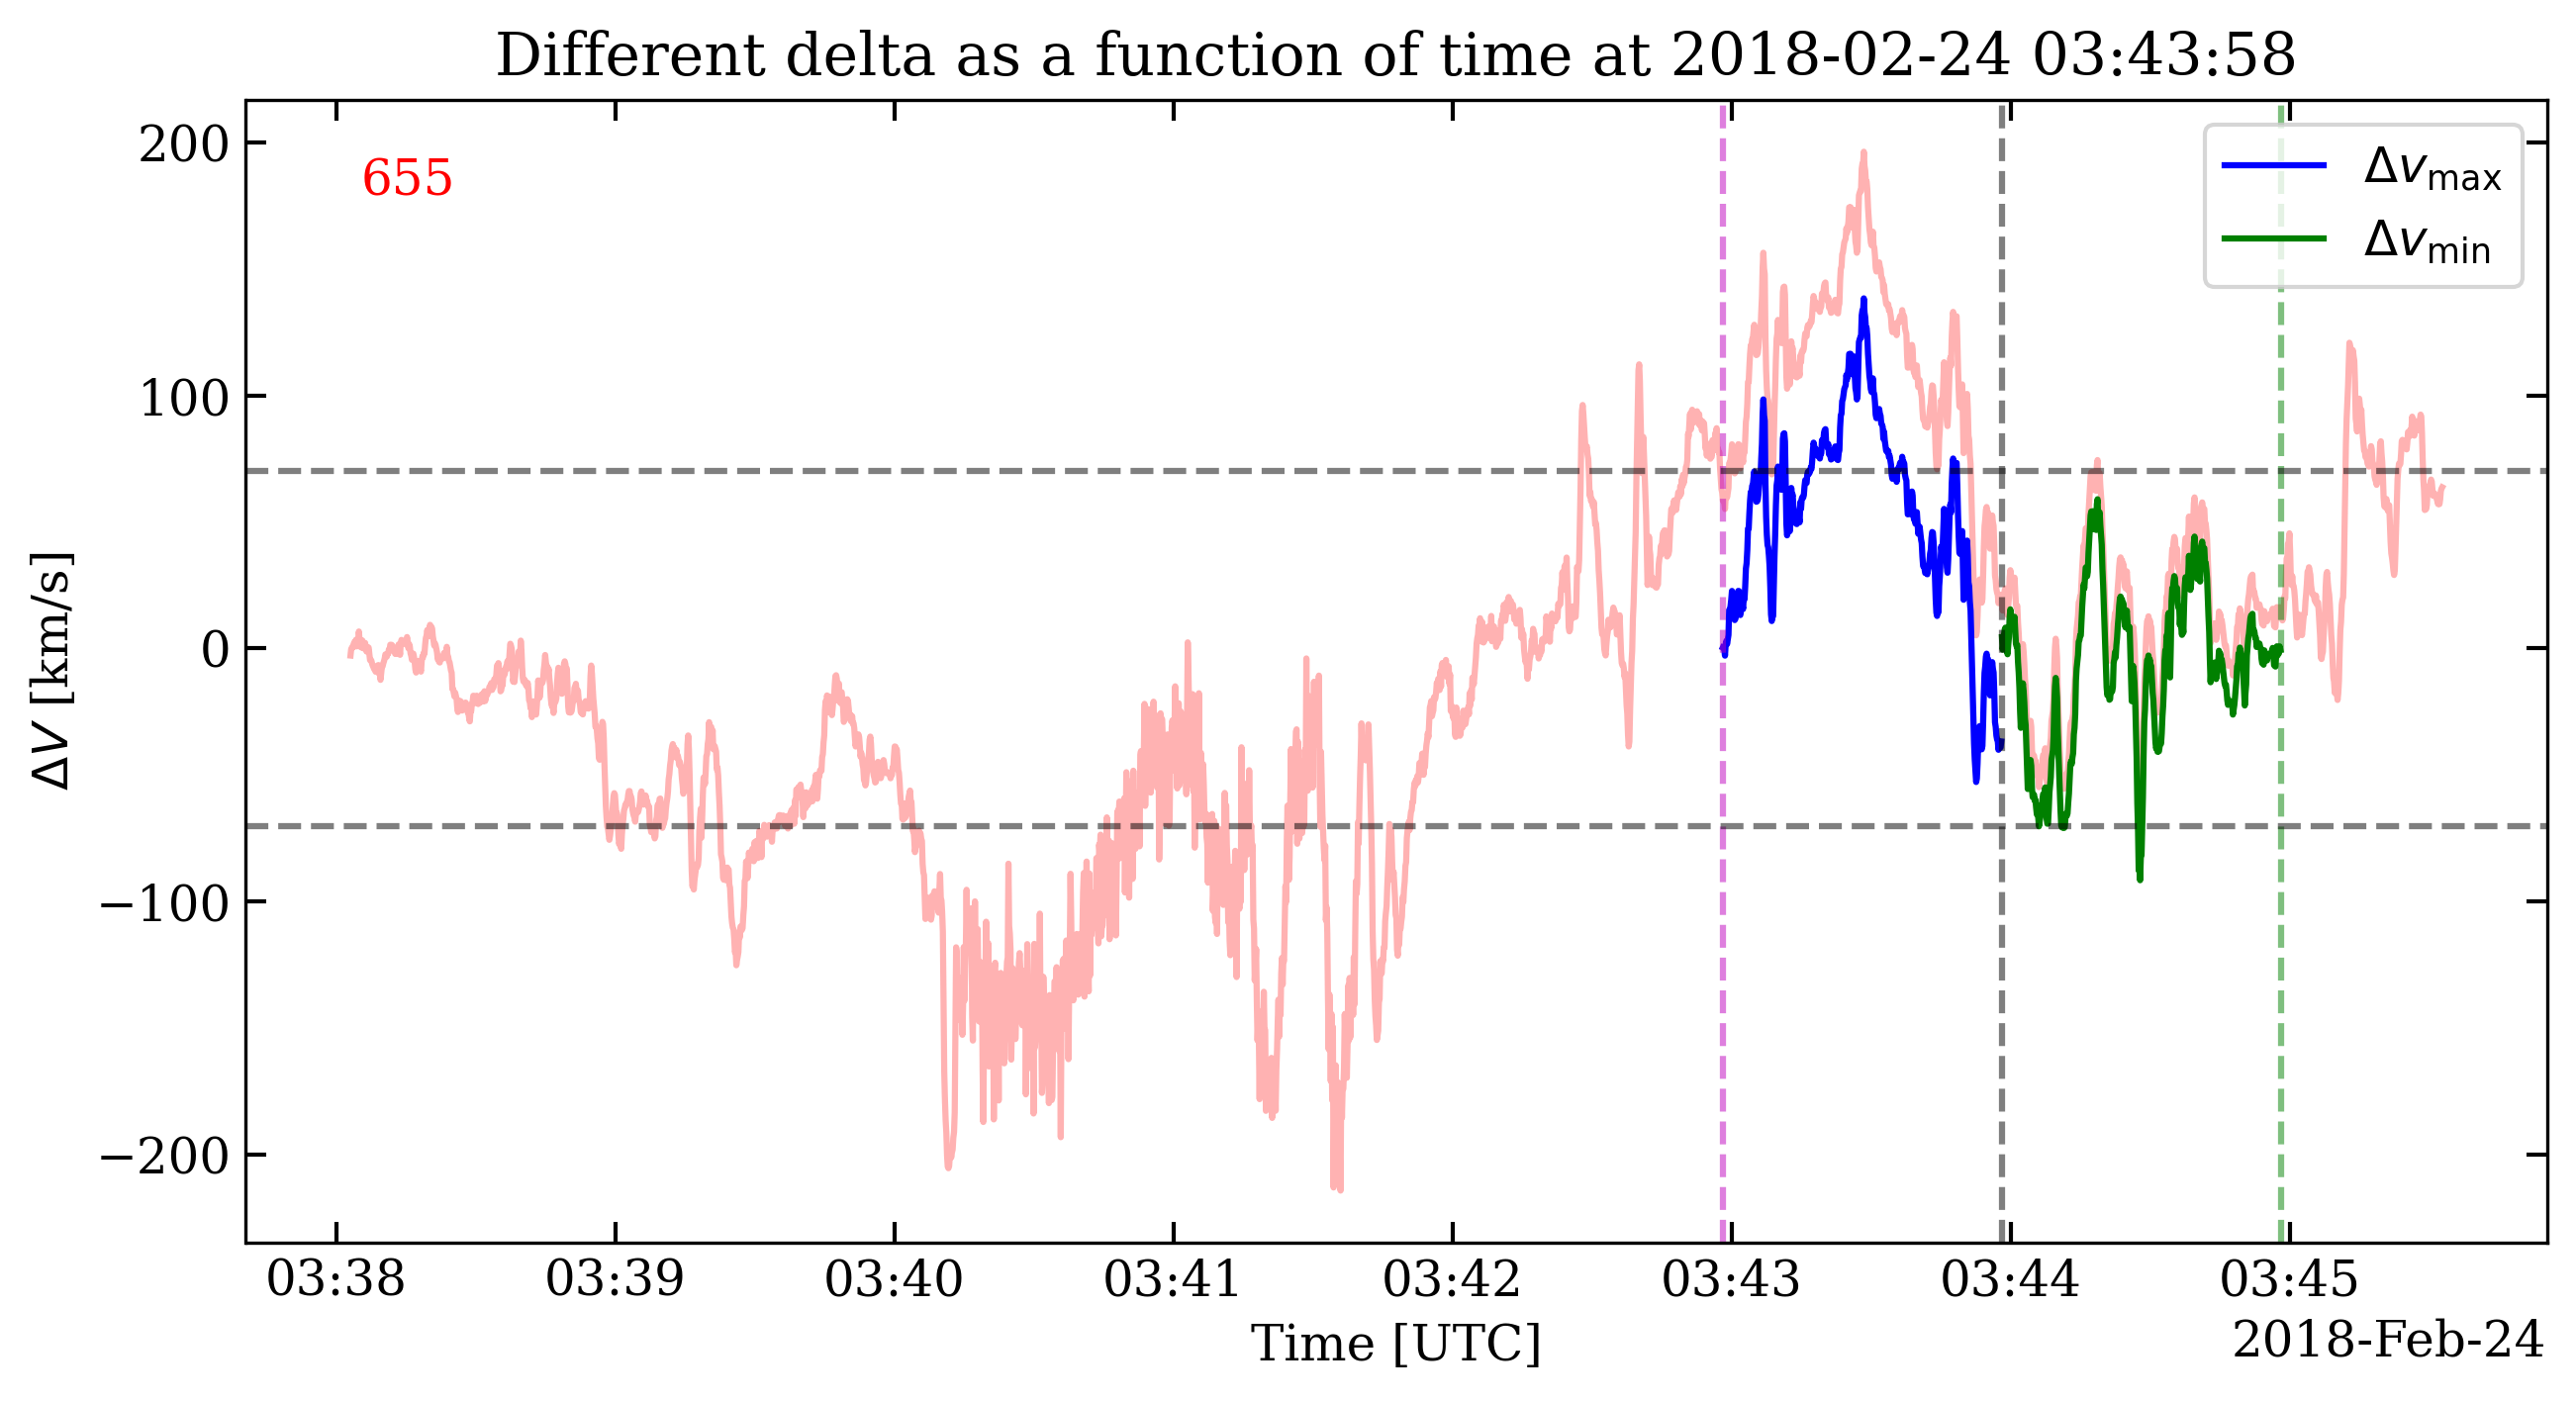 Different delta as a function of time at 2018-02-24 03:43:58
200
100
0
−100
−200
ΔV [km/s]
655
Δv_max
Δv_min
03:38 03:39 03:40 03:41 03:42 03:43 03:44 03:45
Time [UTC]
2018-Feb-24